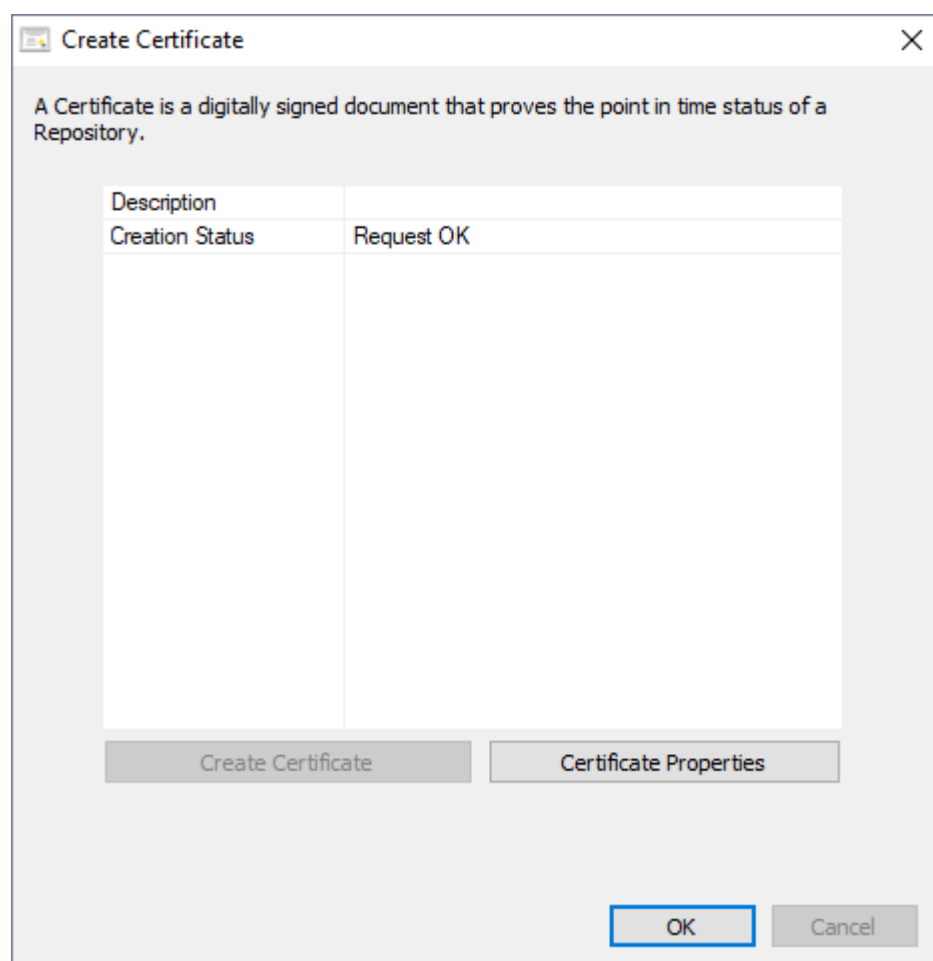 Create Certificate
A Certificate is a digitally signed document that proves the point in time status of a
Repository.
Description
Creation Status Request OK
Create Certificate Certificate Properties
OK Cancel